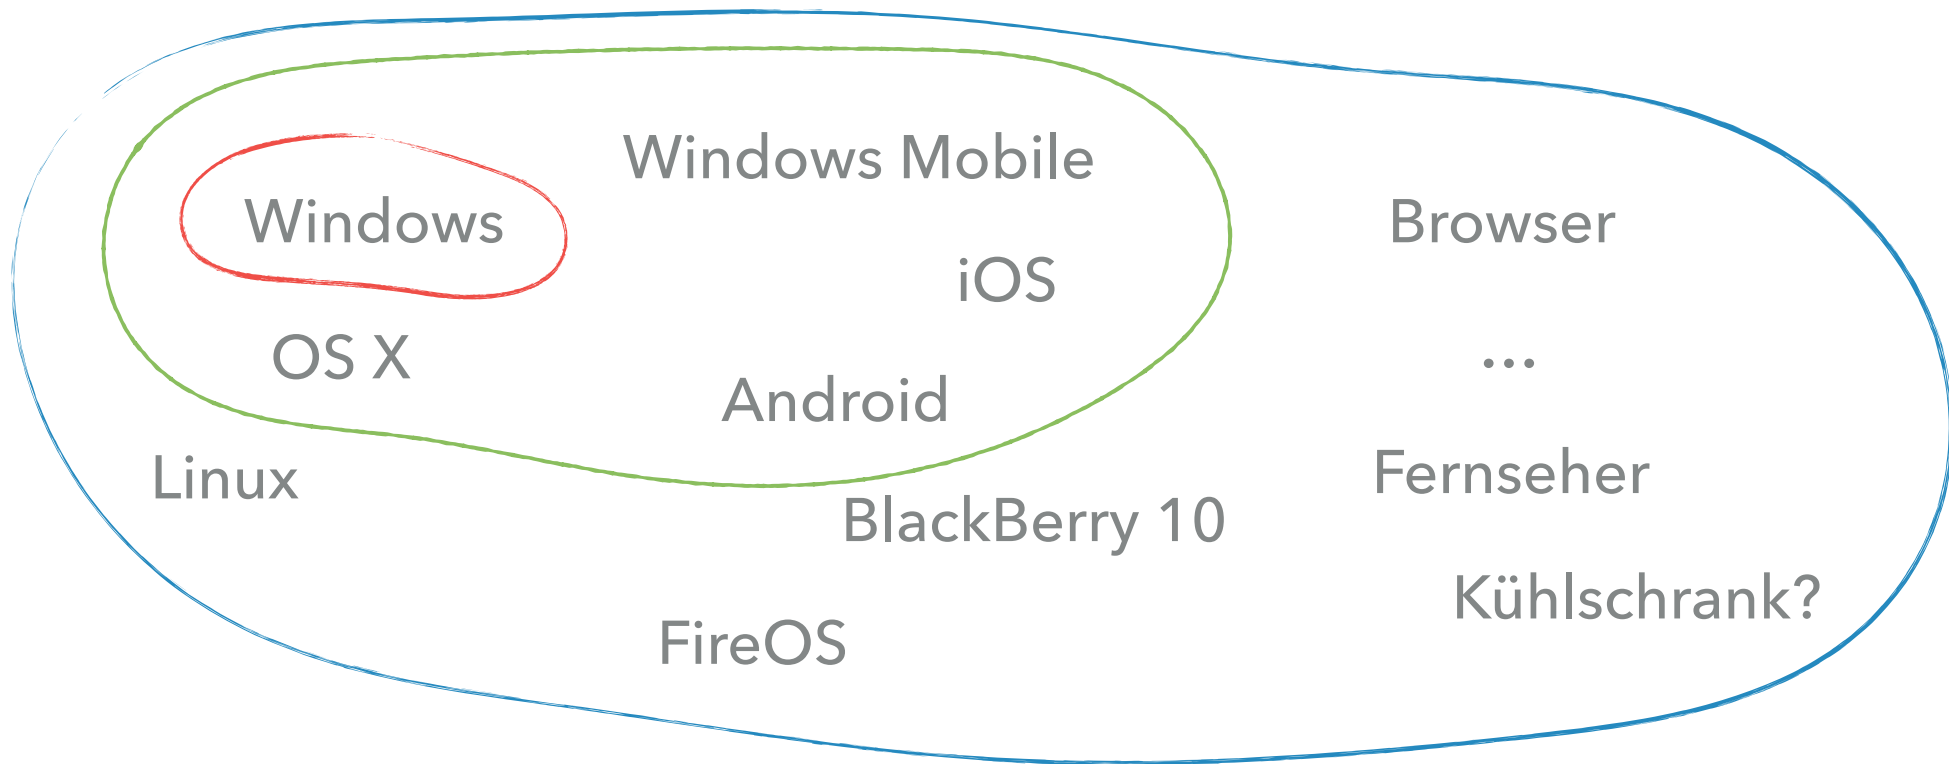 Windows Mobile
Windows
Browser
iOS
OS X
...
Android
Linux
Fernseher
BlackBerry 10
Kühlschrank?
FireOS